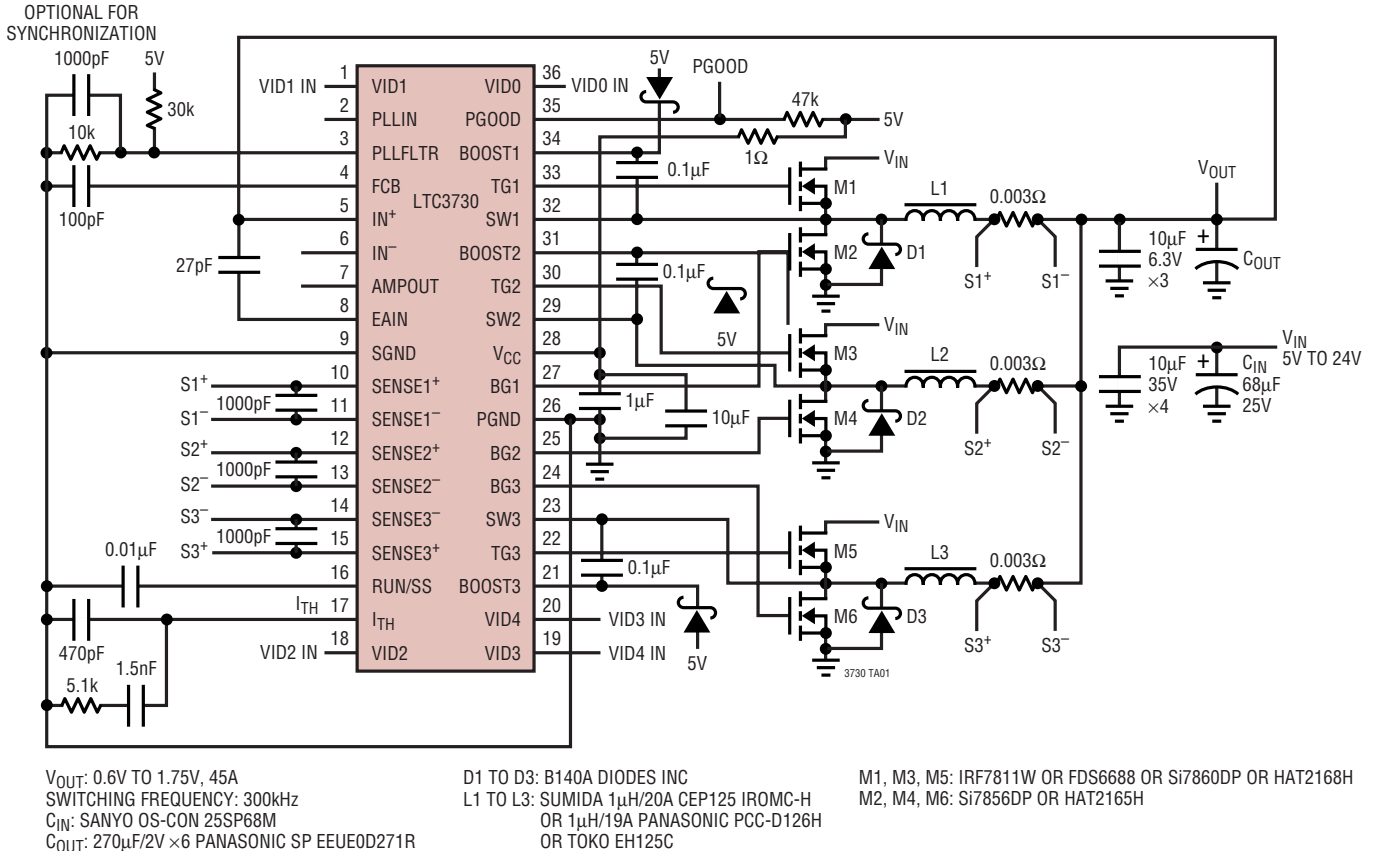 OPTIONAL FOR
SYNCHRONIZATION
1000pF
5V
30k
10k
100pF
27pF
VID1 IN
1
VID1
2
PLLIN
3
PLLFLTR
4
FCB
5
IN+
6
IN−
7
AMPOUT
8
EAIN
9
SGND
S1+
10
SENSE1+
1000pF
S1−
11
SENSE1−
S2+
12
SENSE2+
1000pF
S2−
13
SENSE2−
S3−
14
SENSE3−
1000pF
S3+
15
SENSE3+
0.01µF
16
RUN/SS
ITH
17
ITH
470pF
VID2 IN
18
VID2
1.5nF
5.1k
LTC3730
VID0
36
VID0 IN
PGOOD
35
BOOST1
34
TG1
33
SW1
32
BOOST2
31
TG2
30
SW2
29
VCC
28
BG1
27
PGND
26
BG2
25
BG3
24
SW3
23
TG3
22
BOOST3
21
VID4
20
VID3 IN
VID3
19
VID4 IN
5V
PGOOD
47k
5V
1Ω
0.1µF
0.1µF
5V
1µF
10µF
0.1µF
5V
VIN
M1
M2
D1
L1
0.003Ω
S1+
S1−
VIN
M3
M4
D2
L2
0.003Ω
S2+
S2−
VIN
M5
M6
D3
L3
0.003Ω
S3+
S3−
3730 TA01
VOUT
10µF
6.3V
×3
+
COUT
VIN
5V TO 24V
10µF
35V
×4
+
CIN
68µF
25V
VOUT: 0.6V TO 1.75V, 45A
SWITCHING FREQUENCY: 300kHz
CIN: SANYO OS-CON 25SP68M
COUT: 270µF/2V ×6 PANASONIC SP EEUE0D271R
D1 TO D3: B140A DIODES INC
L1 TO L3: SUMIDA 1µH/20A CEP125 IROMC-H
OR 1µH/19A PANASONIC PCC-D126H
OR TOKO EH125C
M1, M3, M5: IRF7811W OR FDS6688 OR Si7860DP OR HAT2168H
M2, M4, M6: Si7856DP OR HAT2165H